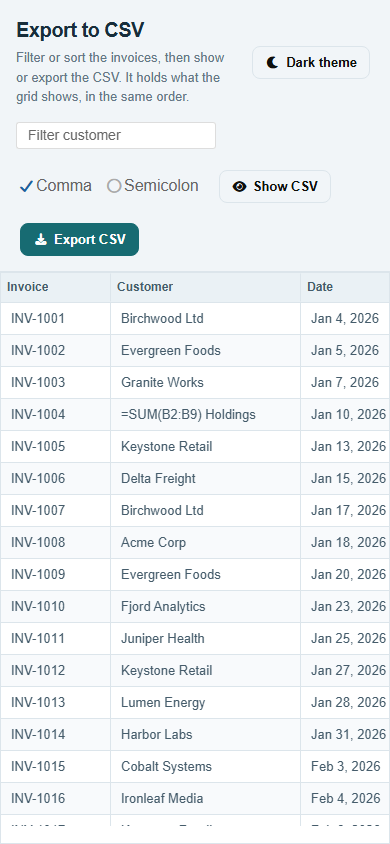 Export to CSV
Filter or sort the invoices, then show
or export the CSV. It holds what the
grid shows, in the same order.
Dark theme
Filter customer
Comma Semicolon Show CSV
Export CSV
Invoice Customer Date
INV-1001 Birchwood Ltd Jan 4, 2026
INV-1002 Evergreen Foods Jan 5, 2026
INV-1003 Granite Works Jan 7, 2026
INV-1004 =SUM(B2:B9) Holdings Jan 10, 2026
INV-1005 Keystone Retail Jan 13, 2026
INV-1006 Delta Freight Jan 15, 2026
INV-1007 Birchwood Ltd Jan 17, 2026
INV-1008 Acme Corp Jan 18, 2026
INV-1009 Evergreen Foods Jan 20, 2026
INV-1010 Fjord Analytics Jan 23, 2026
INV-1011 Juniper Health Jan 25, 2026
INV-1012 Keystone Retail Jan 27, 2026
INV-1013 Lumen Energy Jan 28, 2026
INV-1014 Harbor Labs Jan 31, 2026
INV-1015 Cobalt Systems Feb 3, 2026
INV-1016 Ironleaf Media Feb 4, 2026